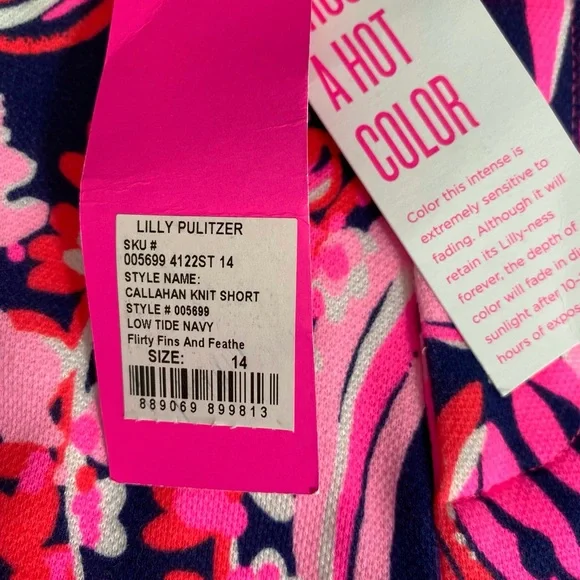 LILLY PULITZER
SKU #
005699 4122ST 14
STYLE NAME:
CALLAHAN KNIT SHORT
STYLE # 005699
LOW TIDE NAVY
Flirty Fins And Feathe
SIZE: 14
889069 899813
A HOT
COLOR
Color this intense is
extremely sensitive to
fading. Although it will
retain its Lilly-ness
forever, the depth of
color will fade in
sunlight after 10
hours of